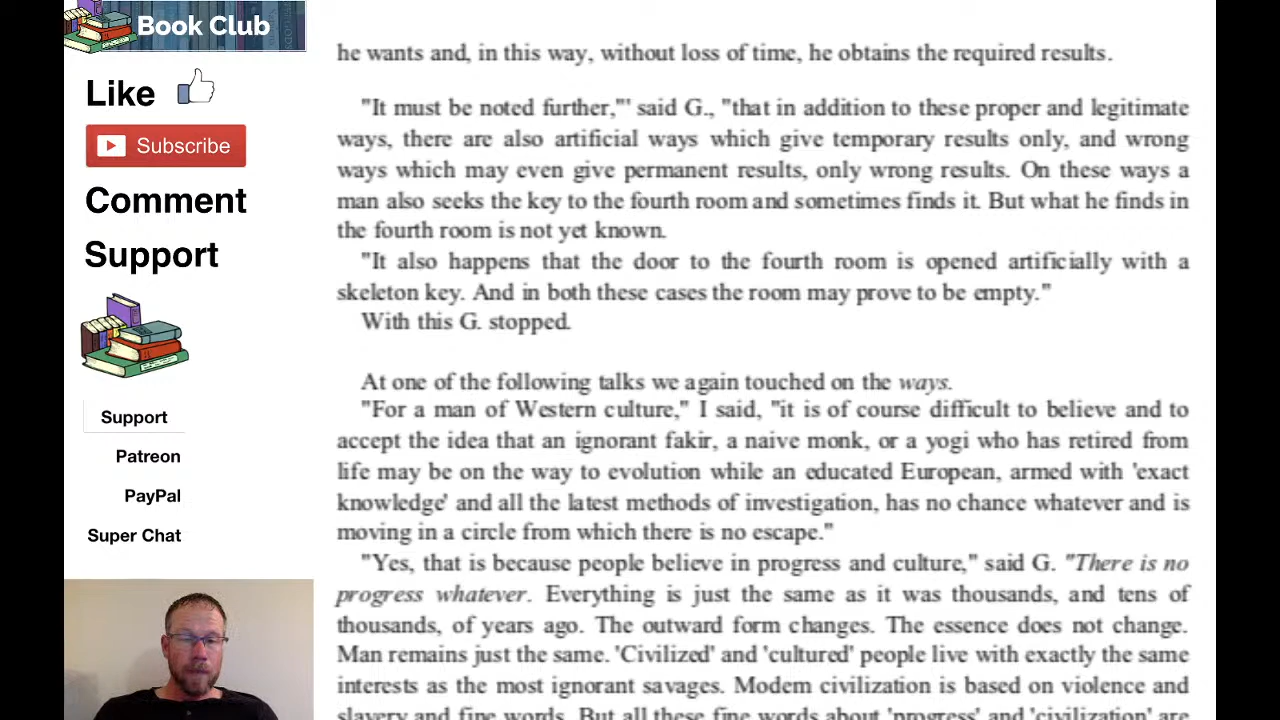 Book Club
Like
Subscribe
Comment
Support
Support
Patreon
PayPal
Super Chat
he wants and, in this way, without loss of time, he obtains the required results.
"It must be noted further,"' said G., "that in addition to these proper and legitimate
ways, there are also artificial ways which give temporary results only, and wrong
ways which may even give permanent results, only wrong results. On these ways a
man also seeks the key to the fourth room and sometimes finds it. But what he finds in
the fourth room is not yet known.
"It also happens that the door to the fourth room is opened artificially with a
skeleton key. And in both these cases the room may prove to be empty."
With this G. stopped.
At one of the following talks we again touched on the ways.
"For a man of Western culture," I said, "it is of course difficult to believe and to
accept the idea that an ignorant fakir, a naive monk, or a yogi who has retired from
life may be on the way to evolution while an educated European, armed with 'exact
knowledge' and all the latest methods of investigation, has no chance whatever and is
moving in a circle from which there is no escape."
"Yes, that is because people believe in progress and culture," said G. "There is no
progress whatever. Everything is just the same as it was thousands, and tens of
thousands, of years ago. The outward form changes. The essence does not change.
Man remains just the same. 'Civilized' and 'cultured' people live with exactly the same
interests as the most ignorant savages. Modem civilization is based on violence and
slavery and fine words. But all these fine words about 'progress' and 'civilization' are